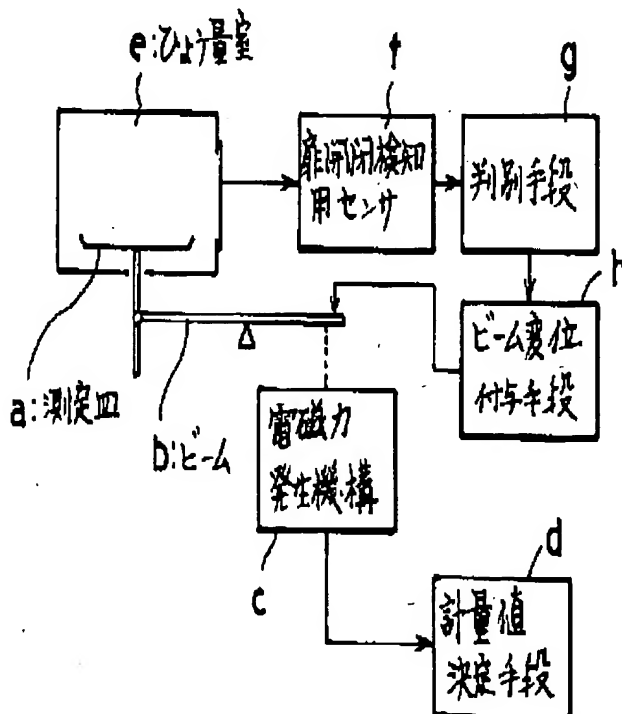 e:ひょう量室
f
g
扉開閉検知
用センサ
判別手段
h
ビーム変位
付与手段
a:測定皿
b:ビーム
電磁力
発生機構
c
d
計量値
決定手段